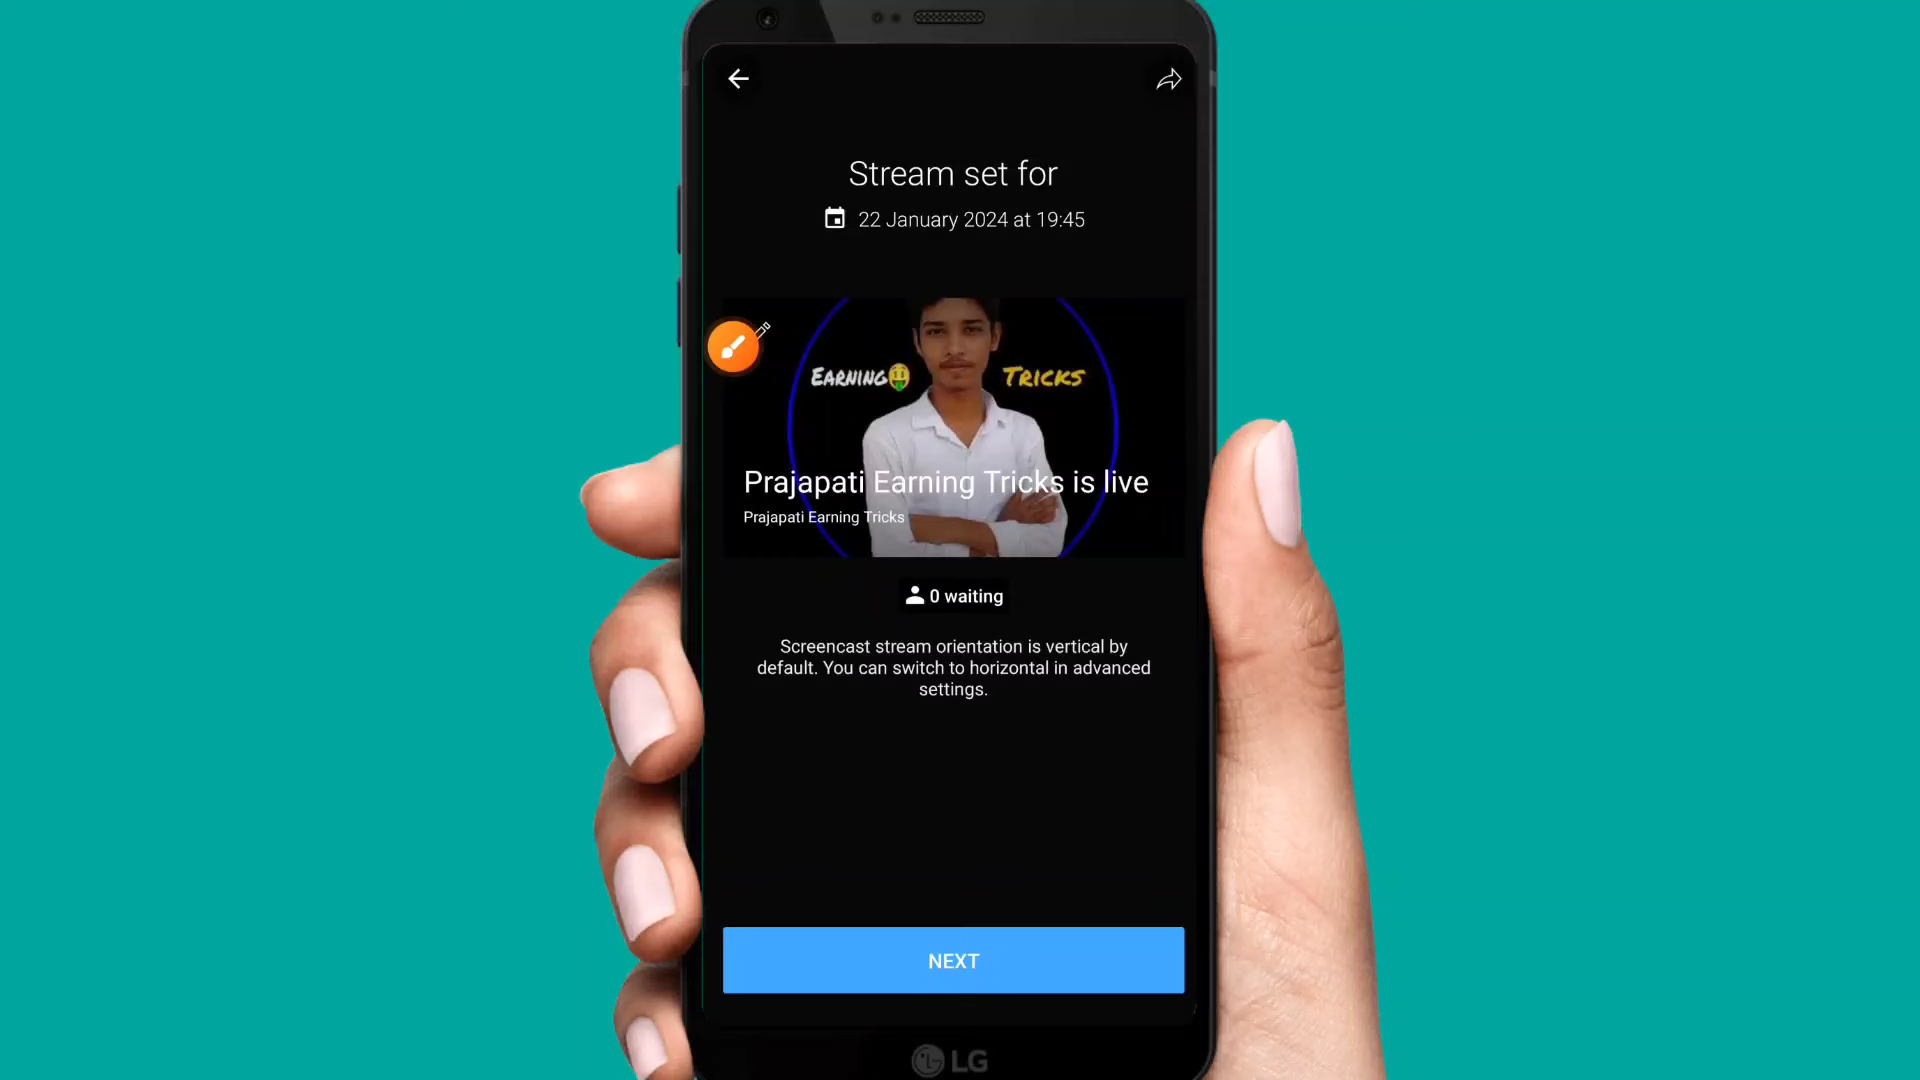 Stream set for
22 January 2024 at 19:45
EARNING🤑 TRICKS
Prajapati Earning Tricks is live
Prajapati Earning Tricks
0 waiting
Screencast stream orientation is vertical by
default. You can switch to horizontal in advanced
settings.
NEXT
LG